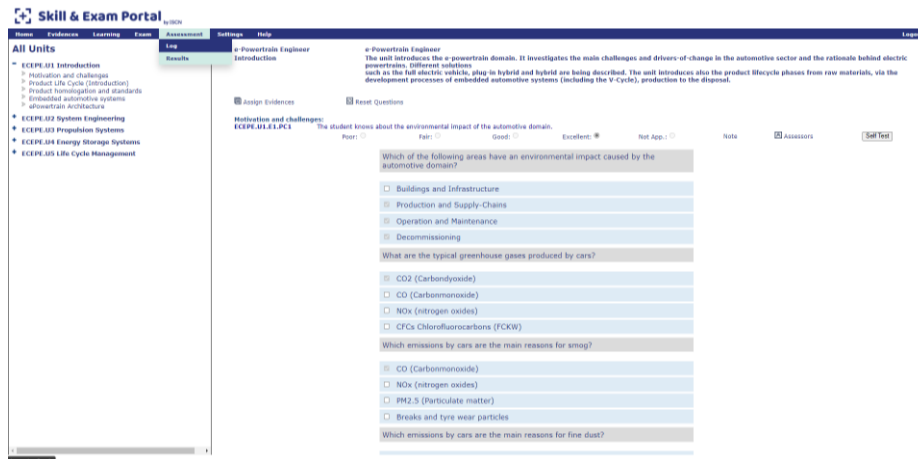 Skill & Exam Portal by ISCN
Home Evidences Learning Exam Assessment Settings Help
Log
Results
All Units
ECEPE.U1 Introduction
Motivation and challenges
Product Life Cycle (Introduction)
Product homologation and standards
Embedded automotive systems
ePowertrain Architecture
ECEPE.U2 System Engineering
ECEPE.U3 Propulsion Systems
ECEPE.U4 Energy Storage Systems
ECEPE.U5 Life Cycle Management
e-Powertrain Engineer
Introduction
e-Powertrain Engineer
The unit introduces the e-powertrain domain. It investigates the main challenges and drivers-of-change in the automotive sector and the rationale behind electric
powertrains. Different solutions
such as the full electric vehicle, plug-in hybrid and hybrid are being described. The unit introduces also the product lifecycle phases from raw materials, via the
development processes of embedded automotive systems (including the V-Cycle), production to the disposal.
Assign Evidences Reset Questions
Motivation and challenges:
ECEPE.U1.E1.PC1 The student knows about the environmental impact of the automotive domain.
Poor: Fair: Good: Excellent: Not App.: Note Assessors Self Test
Which of the following areas have an environmental impact caused by the
automotive domain?
Buildings and Infrastructure
Production and Supply-Chains
Operation and Maintenance
Decommissioning
What are the typical greenhouse gases produced by cars?
CO2 (Carbondyoxide)
CO (Carbonmonoxide)
NOx (nitrogen oxides)
CFCs Chlorofluorocarbons (FCKW)
Which emissions by cars are the main reasons for smog?
CO (Carbonmonoxide)
NOx (nitrogen oxides)
PM2.5 (Particulate matter)
Breaks and tyre wear particles
Which emissions by cars are the main reasons for fine dust?